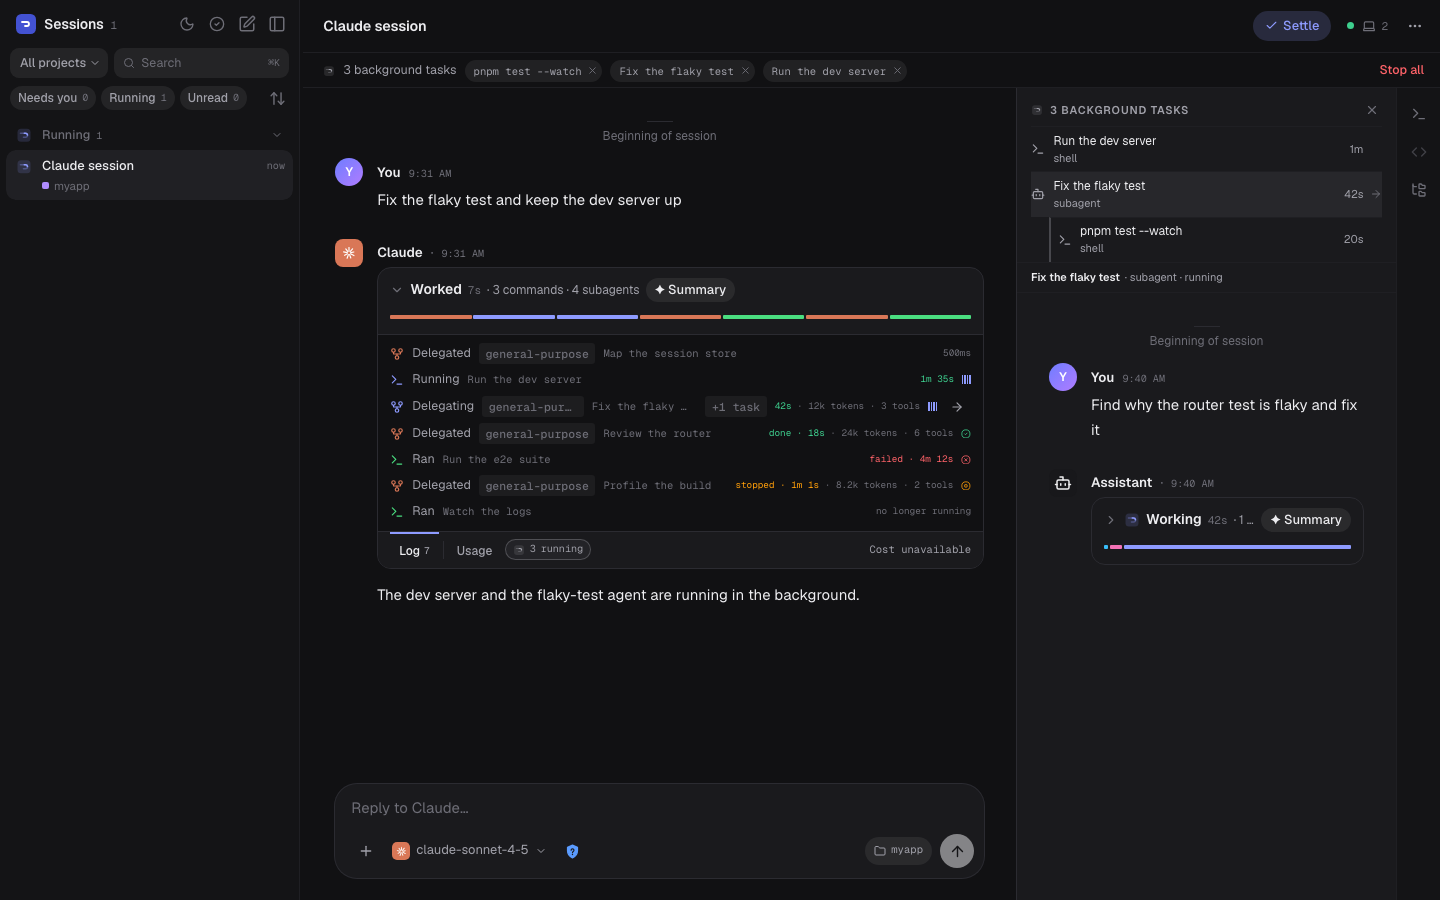 Sessions 1
All projects
Search ⌘K
Needs you 0
Running 1
Unread 0
Running 1
Claude session now
myapp
Claude session
Settle
2
3 background tasks
pnpm test --watch
Fix the flaky test
Run the dev server
Stop all
Beginning of session
Y
You 9:31 AM
Fix the flaky test and keep the dev server up
Claude · 9:31 AM
Worked 7s · 3 commands · 4 subagents
Summary
Delegated general-purpose Map the session store 500ms
Running Run the dev server 1m 35s
Delegating general-pur… Fix the flaky … +1 task 42s · 12k tokens · 3 tools
Delegated general-purpose Review the router done · 18s · 24k tokens · 6 tools
Ran Run the e2e suite failed · 4m 12s
Delegated general-purpose Profile the build stopped · 1m 1s · 8.2k tokens · 2 tools
Ran Watch the logs no longer running
Log 7
Usage
3 running
Cost unavailable
The dev server and the flaky-test agent are running in the background.
Reply to Claude…
claude-sonnet-4-5
myapp
3 BACKGROUND TASKS
Run the dev server
shell
1m
Fix the flaky test
subagent
42s
pnpm test --watch
shell
20s
Fix the flaky test · subagent · running
Beginning of session
Y
You 9:40 AM
Find why the router test is flaky and fix
it
Assistant · 9:40 AM
Working 42s · 1 …
Summary